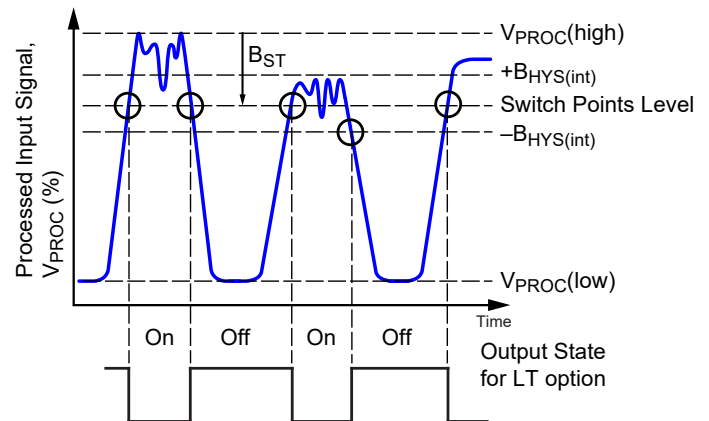 Processed Input Signal,
VPROC (%)
BST
VPROC(high)
+BHYS(int)
Switch Points Level
–BHYS(int)
VPROC(low)
Time
On
Off
On
Off
Output State
for LT option